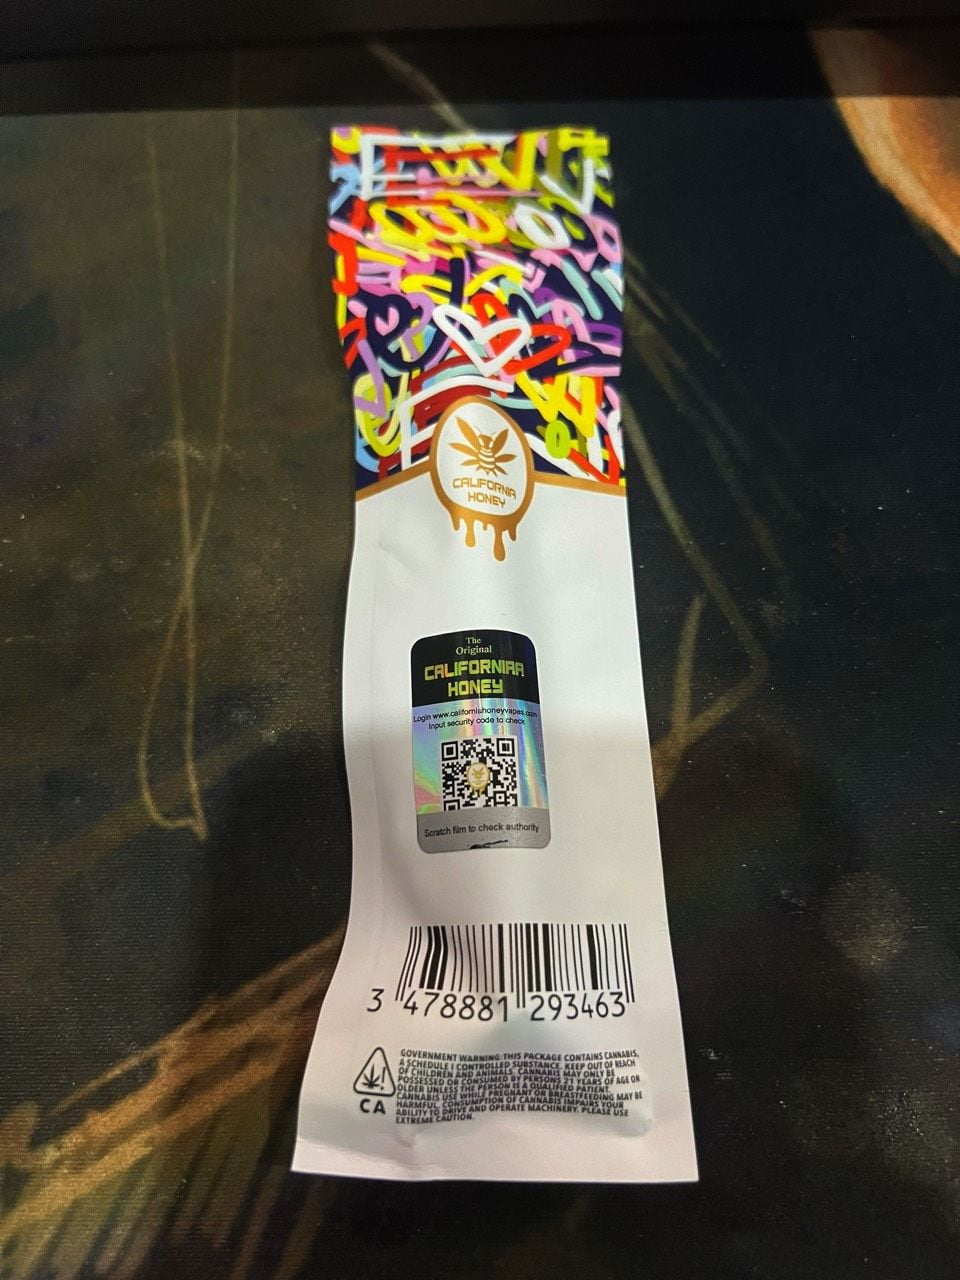 CALIFORNIA
HONEY
The
Original
CALIFORNIAA
HONEY
Login www.californiahoneyvapes.com
Input security code to check
Scratch film to check authority
3 478881 293463
GOVERNMENT WARNING: THIS PACKAGE CONTAINS CANNABIS,
A SCHEDULE I CONTROLLED SUBSTANCE. KEEP OUT OF REACH
OF CHILDREN AND ANIMALS. CANNABIS MAY ONLY BE
POSSESSED OR CONSUMED BY PERSONS 21 YEARS OF AGE OR
OLDER UNLESS THE PERSON IS A QUALIFIED PATIENT.
CANNABIS USE WHILE PREGNANT OR BREASTFEEDING MAY BE
HARMFUL. CONSUMPTION OF CANNABIS IMPAIRS YOUR
ABILITY TO DRIVE AND OPERATE MACHINERY. PLEASE USE
EXTREME CAUTION.
CA